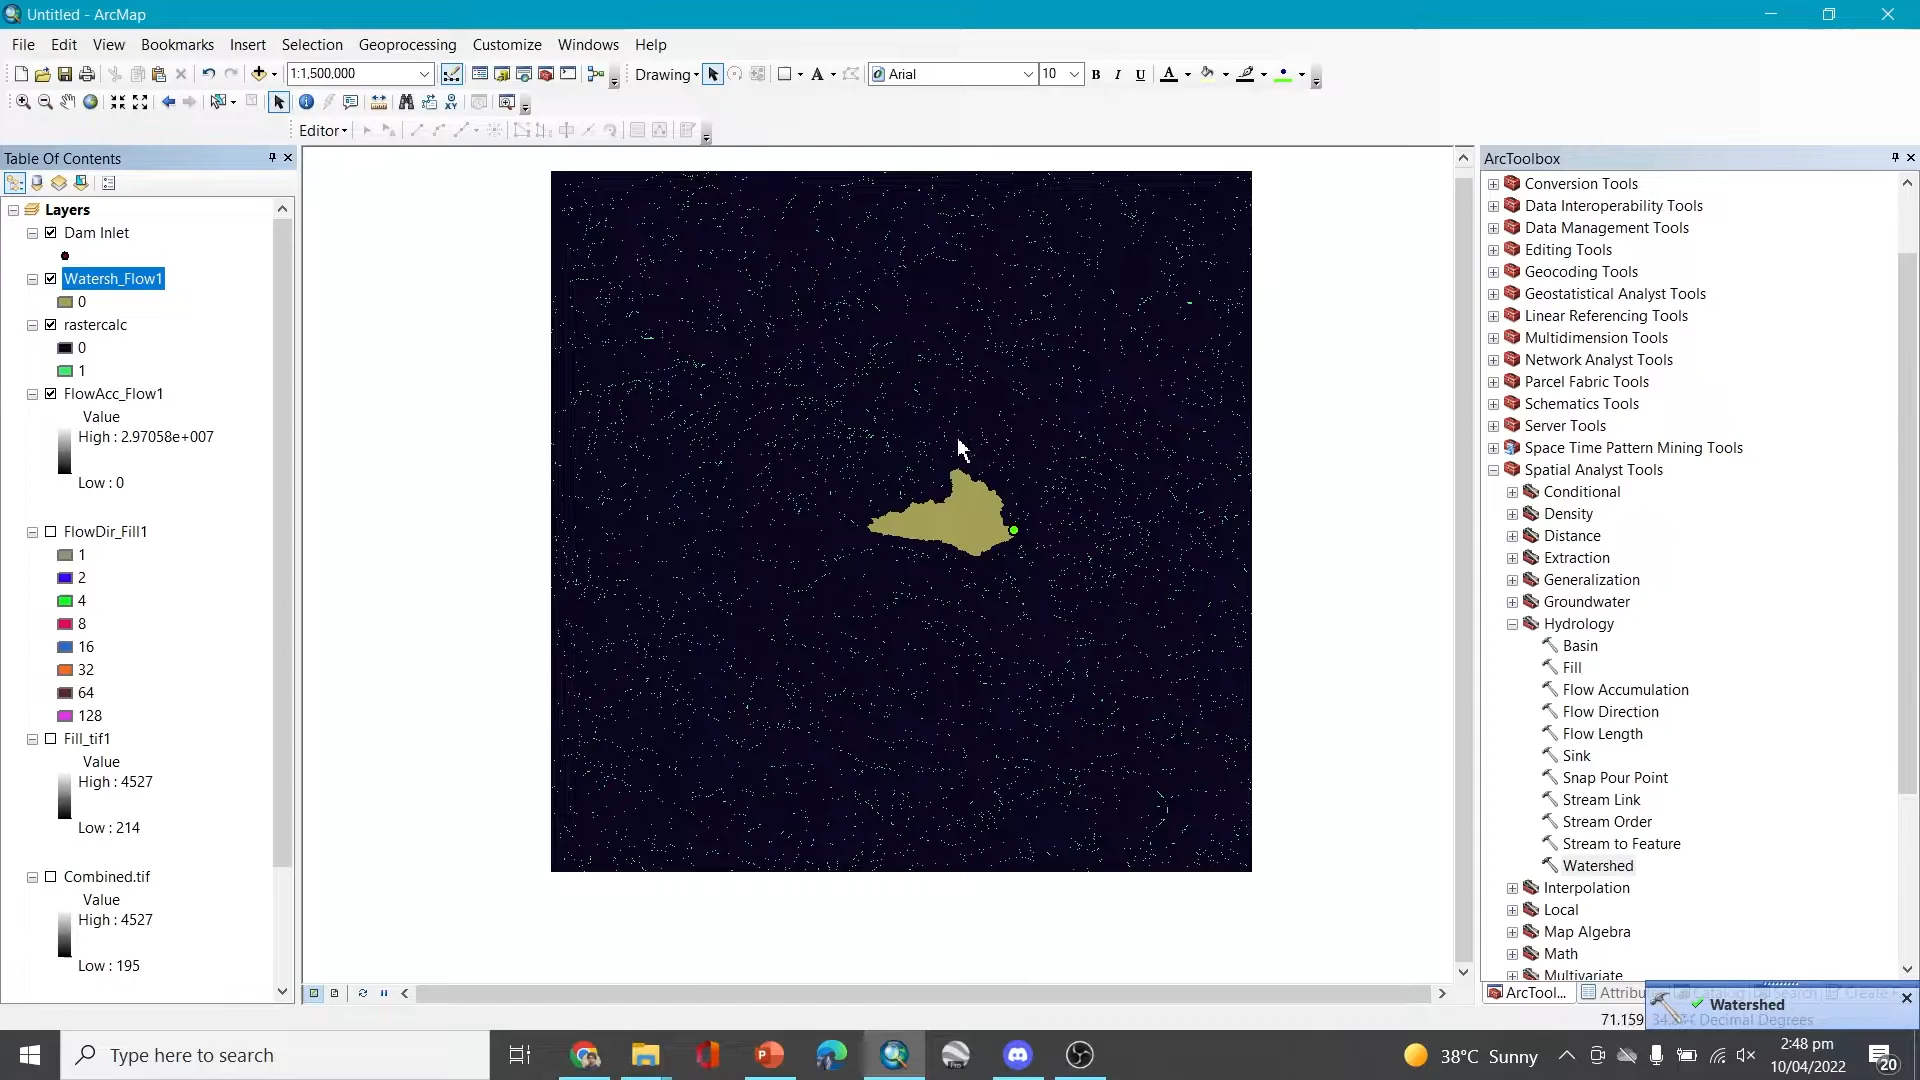 Untitled - ArcMap
File Edit View Bookmarks Insert Selection Geoprocessing Customize Windows Help
1:1,500,000 Drawing A Arial 10 B I U A
Editor
Table Of Contents
Layers
Dam Inlet
Watersh_Flow1
0
rastercalc
0
1
FlowAcc_Flow1
Value
High : 2.97058e+007
Low : 0
FlowDir_Fill1
1
2
4
8
16
32
64
128
Fill_tif1
Value
High : 4527
Low : 214
Combined.tif
Value
High : 4527
Low : 195
ArcToolbox
Conversion Tools
Data Interoperability Tools
Data Management Tools
Editing Tools
Geocoding Tools
Geostatistical Analyst Tools
Linear Referencing Tools
Multidimension Tools
Network Analyst Tools
Parcel Fabric Tools
Schematics Tools
Server Tools
Space Time Pattern Mining Tools
Spatial Analyst Tools
Conditional
Density
Distance
Extraction
Generalization
Groundwater
Hydrology
Basin
Fill
Flow Accumulation
Flow Direction
Flow Length
Sink
Snap Pour Point
Stream Link
Stream Order
Stream to Feature
Watershed
Interpolation
Local
Map Algebra
Math
Multivariate
ArcTool... Attribu
Watershed
71.159 Decimal Degrees
Type here to search
38°C Sunny
2:48 pm
10/04/2022
20